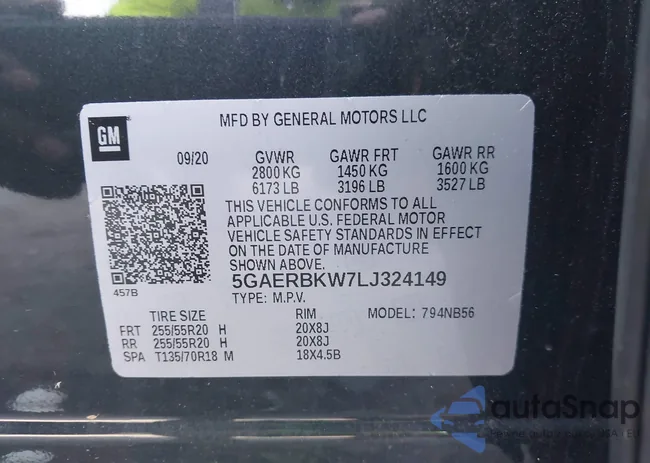 GM
MFD BY GENERAL MOTORS LLC
09/20 GVWR GAWR FRT GAWR RR
2800 KG 1450 KG 1600 KG
6173 LB 3196 LB 3527 LB
THIS VEHICLE CONFORMS TO ALL
APPLICABLE U.S. FEDERAL MOTOR
VEHICLE SAFETY STANDARDS IN EFFECT
ON THE DATE OF MANUFACTURE
SHOWN ABOVE.
457B
5GAERBKW7LJ324149
TYPE: M.P.V. MODEL: 794NB56
TIRE SIZE RIM
FRT 255/55R20 H 20X8J
RR 255/55R20 H 20X8J
SPA T135/70R18 M 18X4.5B
autoSnap